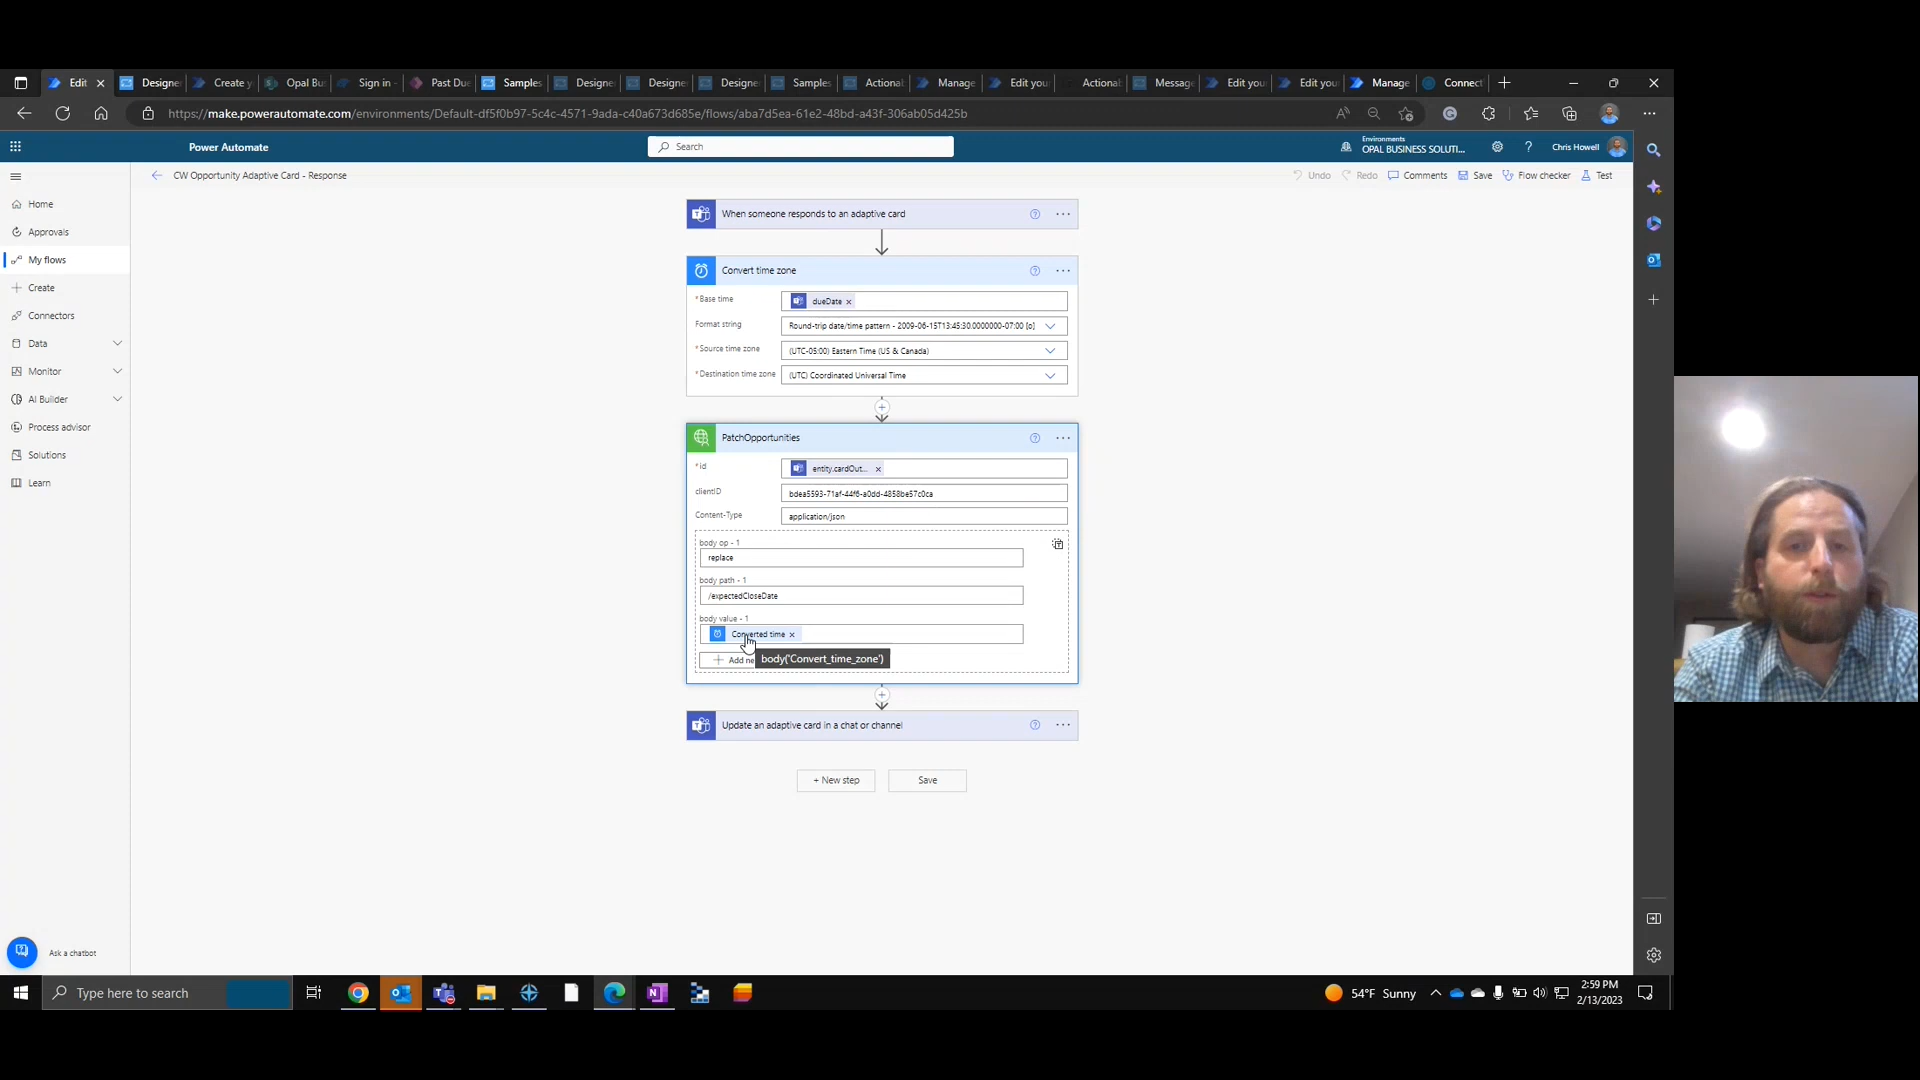 Edit
Designe
Create y
Opal Bu
Sign in -
Past Due
Samples
Designe
Designe
Designe
Samples
Actional
Manage
Edit you
Actional
Messag
Edit you
Edit you
Manage
Connect
https://make.powerautomate.com/environments/Default-df5f0b97-5c4c-4571-9ada-c40a673d685e/flows/aba7d5ea-61e2-48bd-a43f-306ab05d425b
Power Automate
Search
Environments
OPAL BUSINESS SOLUTI...
Chris Howell
CW Opportunity Adaptive Card - Response
Undo
Redo
Comments
Save
Flow checker
Test
Home
Approvals
My flows
Create
Connectors
Data
Monitor
AI Builder
Process advisor
Solutions
Learn
Ask a chatbot
When someone responds to an adaptive card
Convert time zone
*Base time
dueDate
Format string
Round-trip date/time pattern - 2009-06-15T13:45:30.0000000-07:00 [o]
*Source time zone
(UTC-05:00) Eastern Time (US & Canada)
*Destination time zone
(UTC) Coordinated Universal Time
PatchOpportunities
*id
entity.cardOut...
clientID
bdea5593-71af-44f6-a0dd-4858be57c0ca
Content-Type
application/json
body op - 1
replace
body path - 1
/expectedCloseDate
body value - 1
Converted time
Add ne
body('Convert_time_zone')
Update an adaptive card in a chat or channel
+ New step
Save
Type here to search
54°F Sunny
2:59 PM
2/13/2023